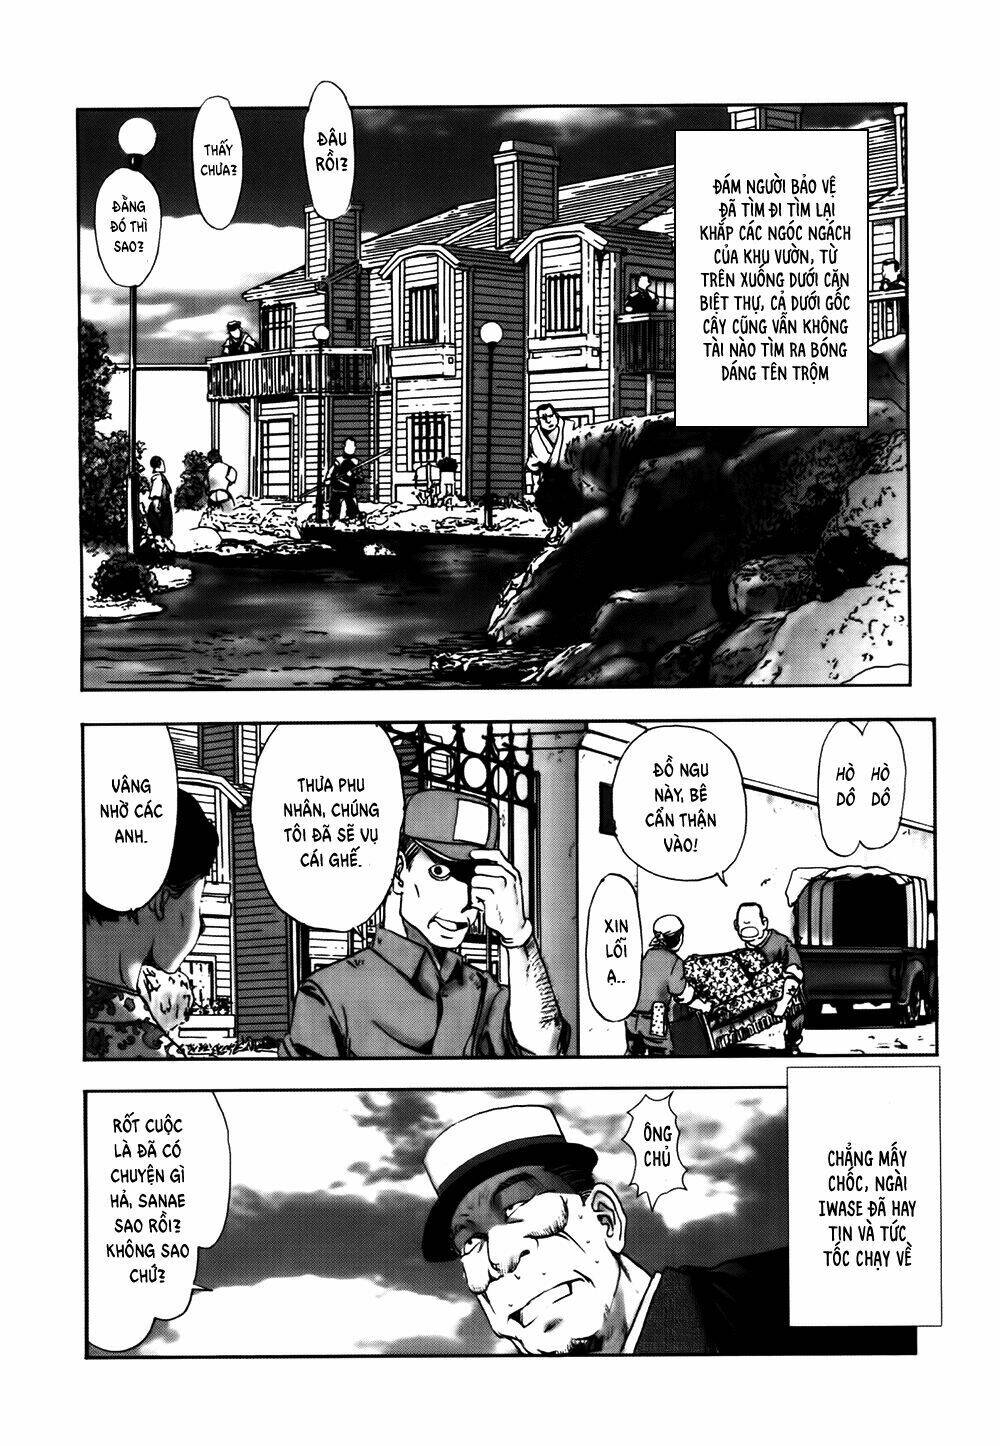 ĐÁM NGƯỜI BẢO VỆ
ĐÃ TÌM ĐI TÌM LẠI
KHẮP CÁC NGÓC NGÁCH
CỦA KHU VƯỜN, TỪ
TRÊN XUỐNG DƯỚI CĂN
BIỆT THỰ, CẢ DƯỚI GỐC
CÂY CŨNG VẪN KHÔNG
TÀI NÀO TÌM RA BÓNG
DÁNG TÊN TRỘM
ĐÂU
RỒI?
THẤY
CHƯA?
ĐẰNG
ĐÓ THÌ
SAO?
HÒ HÒ
DÔ DÔ
ĐỒ NGU
NÀY, BÊ
CẨN THẬN
VÀO!
XIN
LỖI
Ạ...
THƯA PHU
NHÂN, CHÚNG
TÔI ĐÃ SẼ VỤ
CÁI GHẾ.
VÂNG
NHỜ CÁC
ANH.
CHẲNG MẤY
CHỐC, NGÀI
IWASE ĐÃ HAY
TIN VÀ TỨC
TỐC CHẠY VỀ
ÔNG
CHỦ
RỐT CUỘC
LÀ ĐÃ CÓ
CHUYỆN GÌ
HẢ, SANAE
SAO RỒI?
KHÔNG SAO
CHỨ?